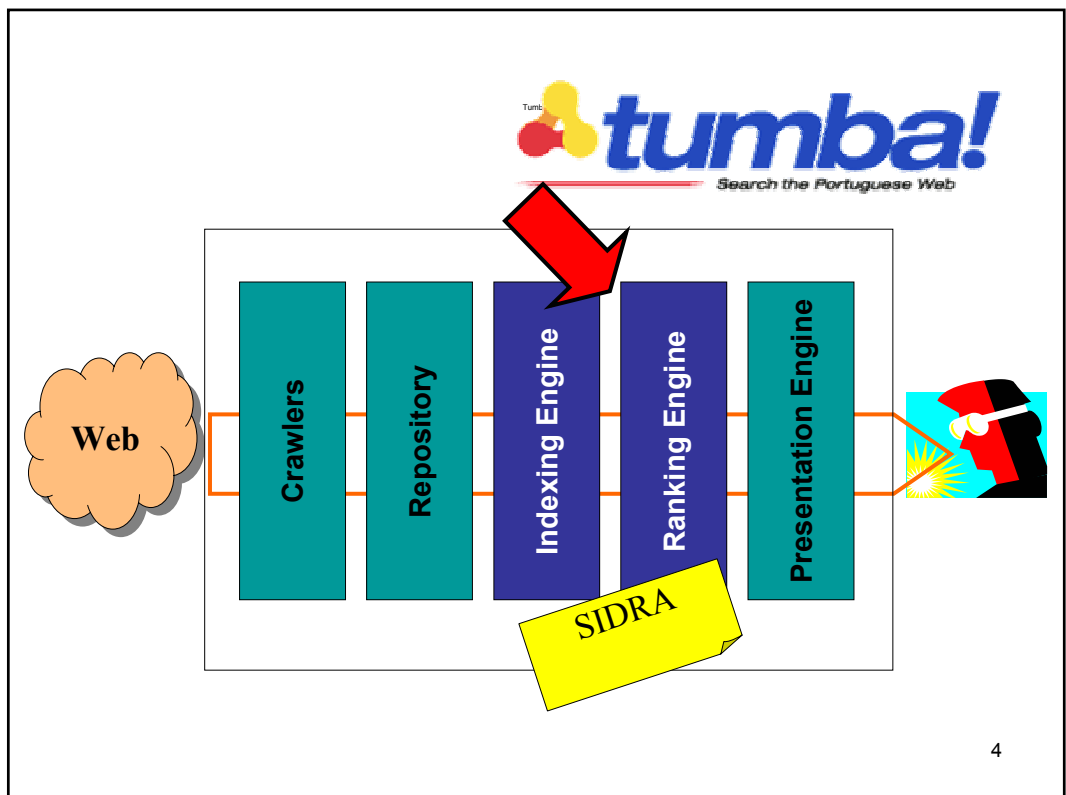 tumba!
Search the Portuguese Web
Web
Crawlers
Repository
Indexing Engine
Ranking Engine
Presentation Engine
SIDRA
4